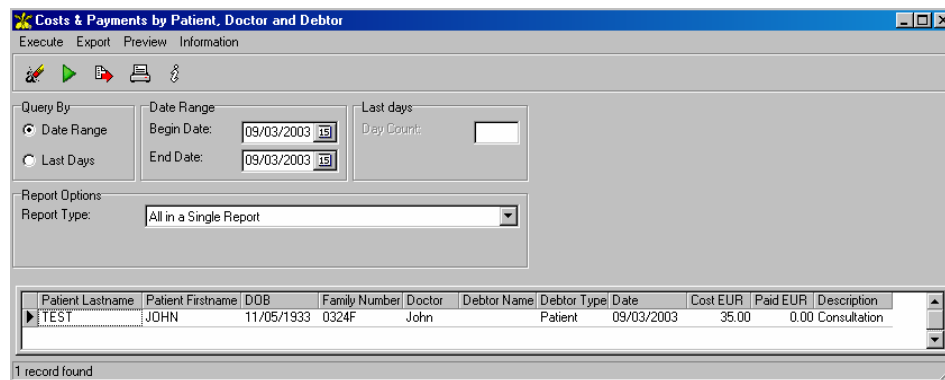 Costs & Payments by Patient, Doctor and Debtor
Execute Export Preview Information
Query By Date Range Last days
Date Range Begin Date: 09/03/2003 15 Day Count:
Last Days End Date: 09/03/2003 15
Report Options
Report Type: All in a Single Report
Patient Lastname Patient Firstname DOB Family Number Doctor Debtor Name Debtor Type Date Cost EUR Paid EUR Description
TEST JOHN 11/05/1933 0324F John Patient 09/03/2003 35.00 0.00 Consultation
1 record found